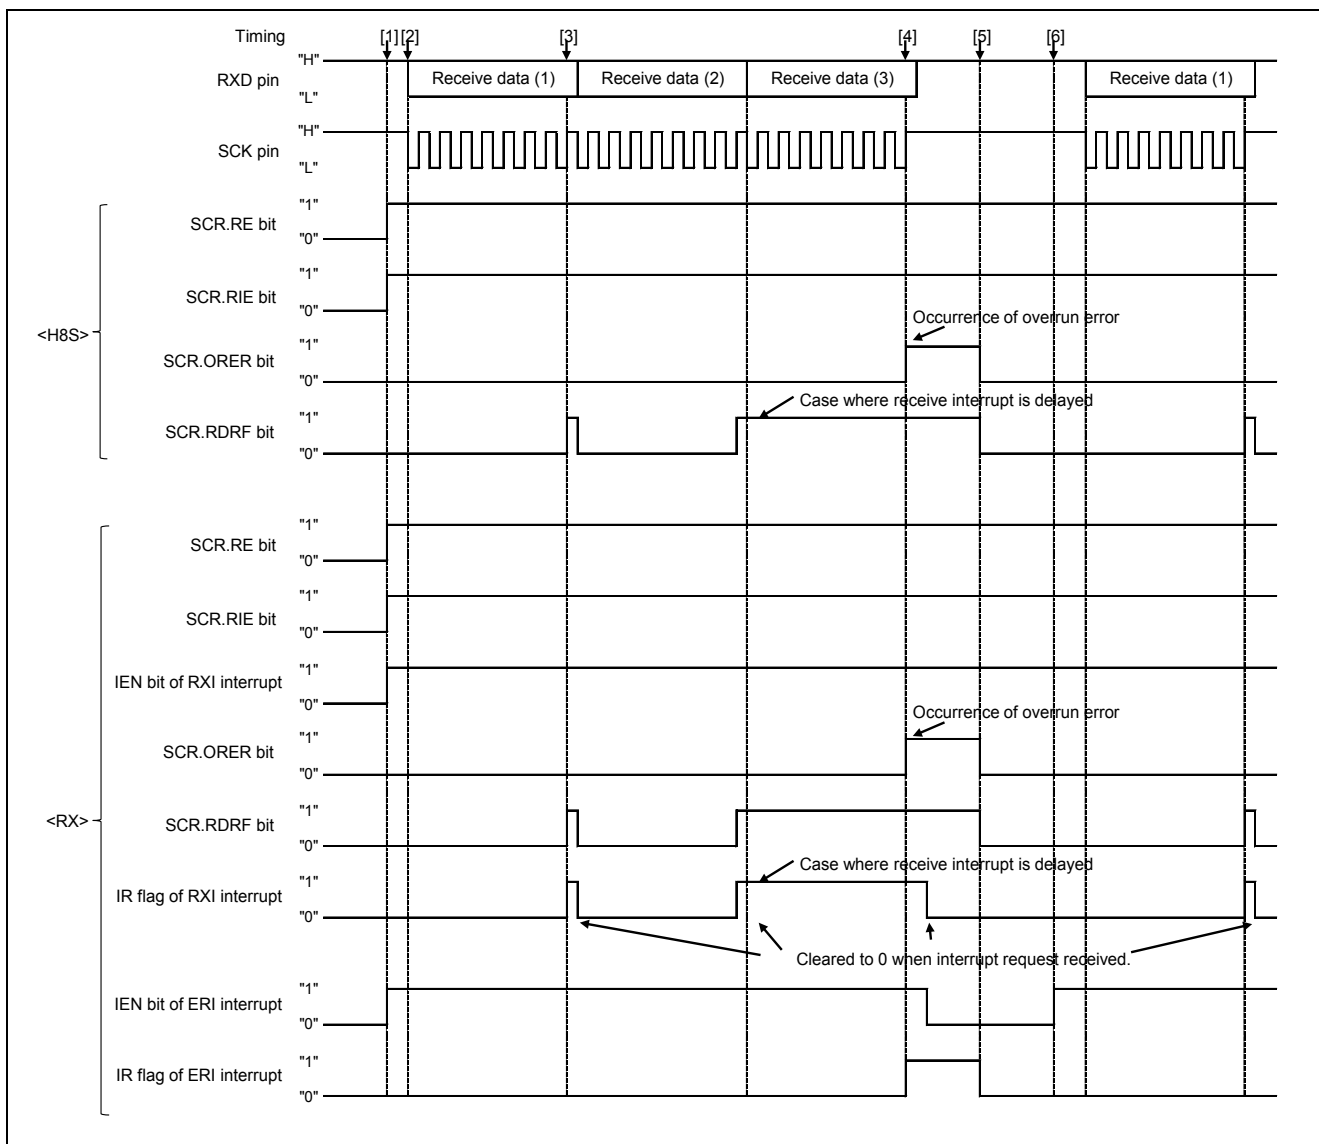 Timing [1] [2] [3] [4] [5] [6]
"H"
RXD pin Receive data (1) Receive data (2) Receive data (3) Receive data (1)
"L"
"H"
SCK pin
"L"
"1"
SCR.RE bit
"0"
"1"
SCR.RIE bit
"0"
Occurrence of overrun error
<H8S>
"1"
SCR.ORER bit
"0"
Case where receive interrupt is delayed
"1"
SCR.RDRF bit
"0"
"1"
SCR.RE bit
"0"
"1"
SCR.RIE bit
"0"
"1"
IEN bit of RXI interrupt
"0"
Occurrence of overrun error
"1"
SCR.ORER bit
"0"
"1"
<RX>
SCR.RDRF bit
"0"
Case where receive interrupt is delayed
"1"
IR flag of RXI interrupt
"0"
Cleared to 0 when interrupt request received.
"1"
IEN bit of ERI interrupt
"0"
"1"
IR flag of ERI interrupt
"0"